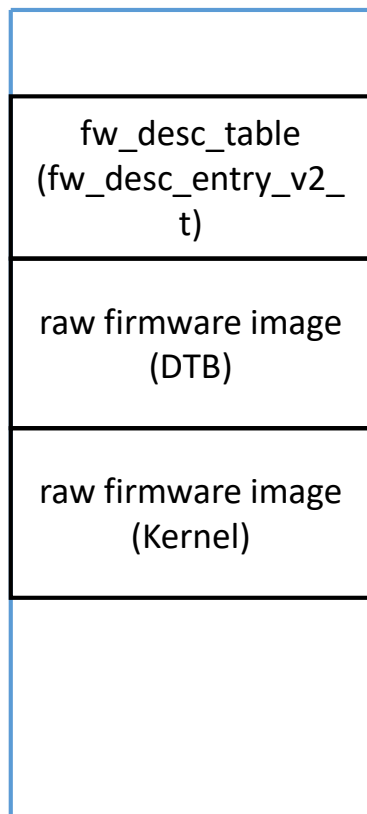 fw_desc_table
(fw_desc_entry_v2_
t)
raw firmware image
(DTB)
raw firmware image
(Kernel)